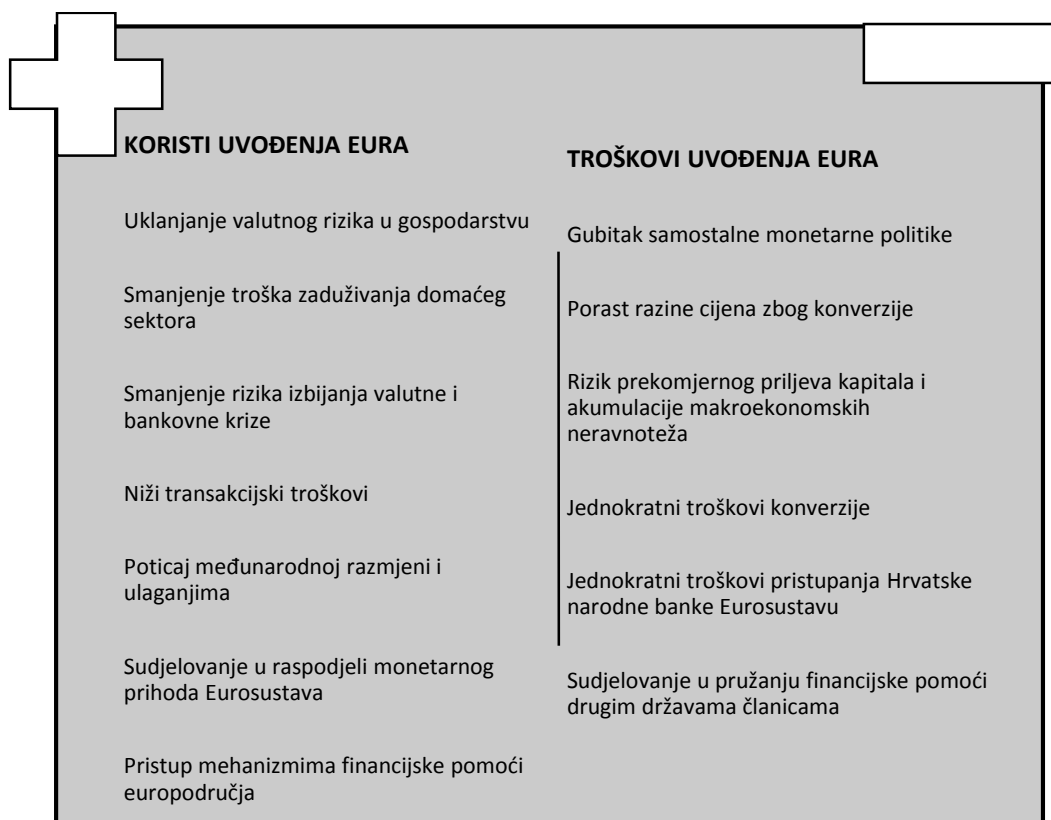 KORISTI UVOĐENJA EURA
Uklanjanje valutnog rizika u gospodarstvu
Smanjenje troška zaduživanja domaćeg
sektora
Smanjenje rizika izbijanja valutne i
bankovne krize
Niži transakcijski troškovi
Poticaj međunarodnoj razmjeni i
ulaganjima
Sudjelovanje u raspodjeli monetarnog
prihoda Eurosustava
Pristup mehanizmima financijske pomoći
europodručja
TROŠKOVI UVOĐENJA EURA
Gubitak samostalne monetarne politike
Porast razine cijena zbog konverzije
Rizik prekomjernog priljeva kapitala i
akumulacije makroekonomskih
neravnoteža
Jednokratni troškovi konverzije
Jednokratni troškovi pristupanja Hrvatske
narodne banke Eurosustavu
Sudjelovanje u pružanju financijske pomoći
drugim državama članicama